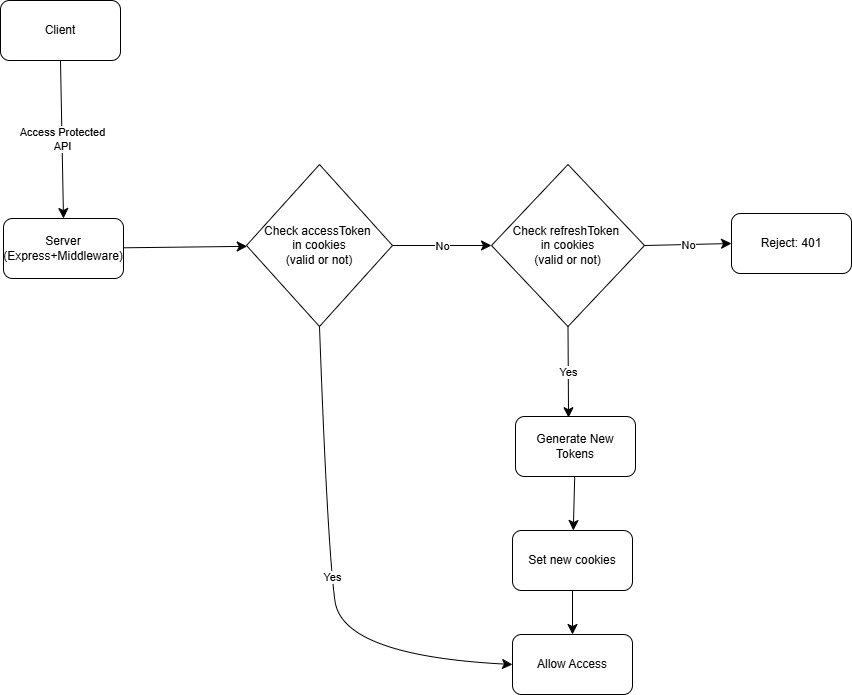 Client
Access Protected
API
Server
(Express+Middleware)
Check accessToken
in cookies
(valid or not)
No
Check refreshToken
in cookies
(valid or not)
No
Reject: 401
Yes
Generate New
Tokens
Set new cookies
Yes
Allow Access